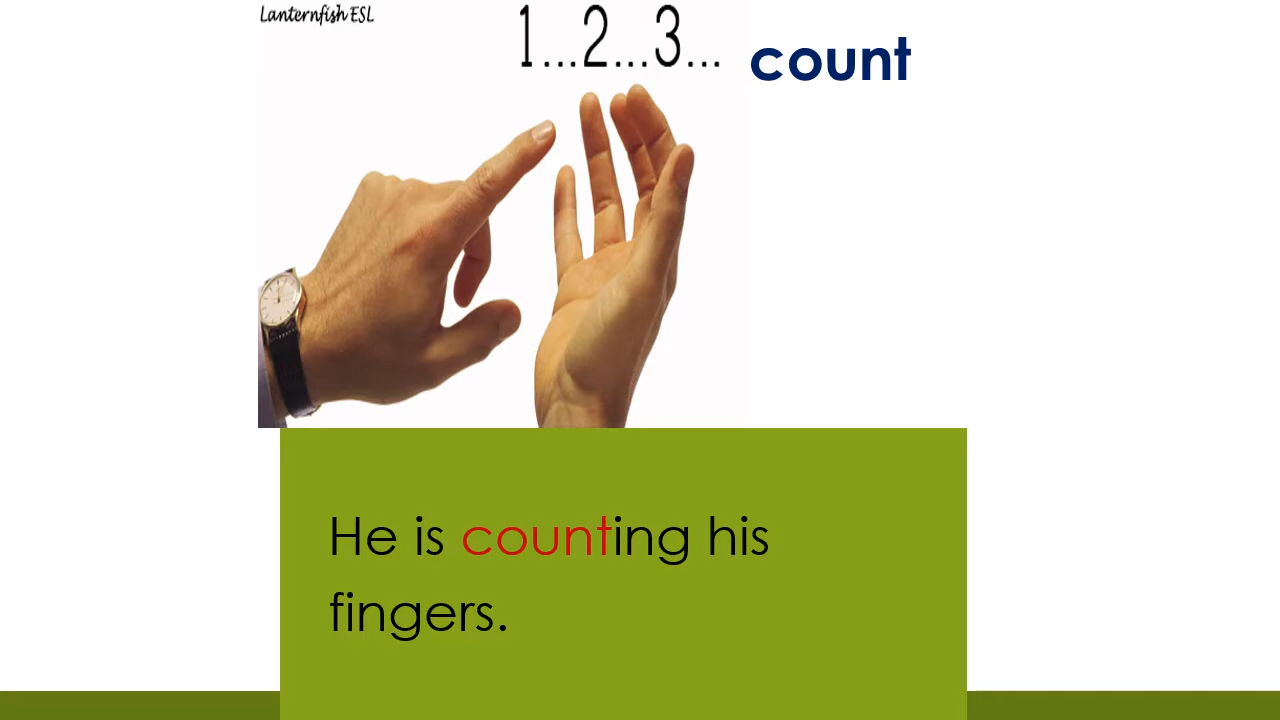 Lanternfish ESL
1...2...3...
count
He is counting his
fingers.